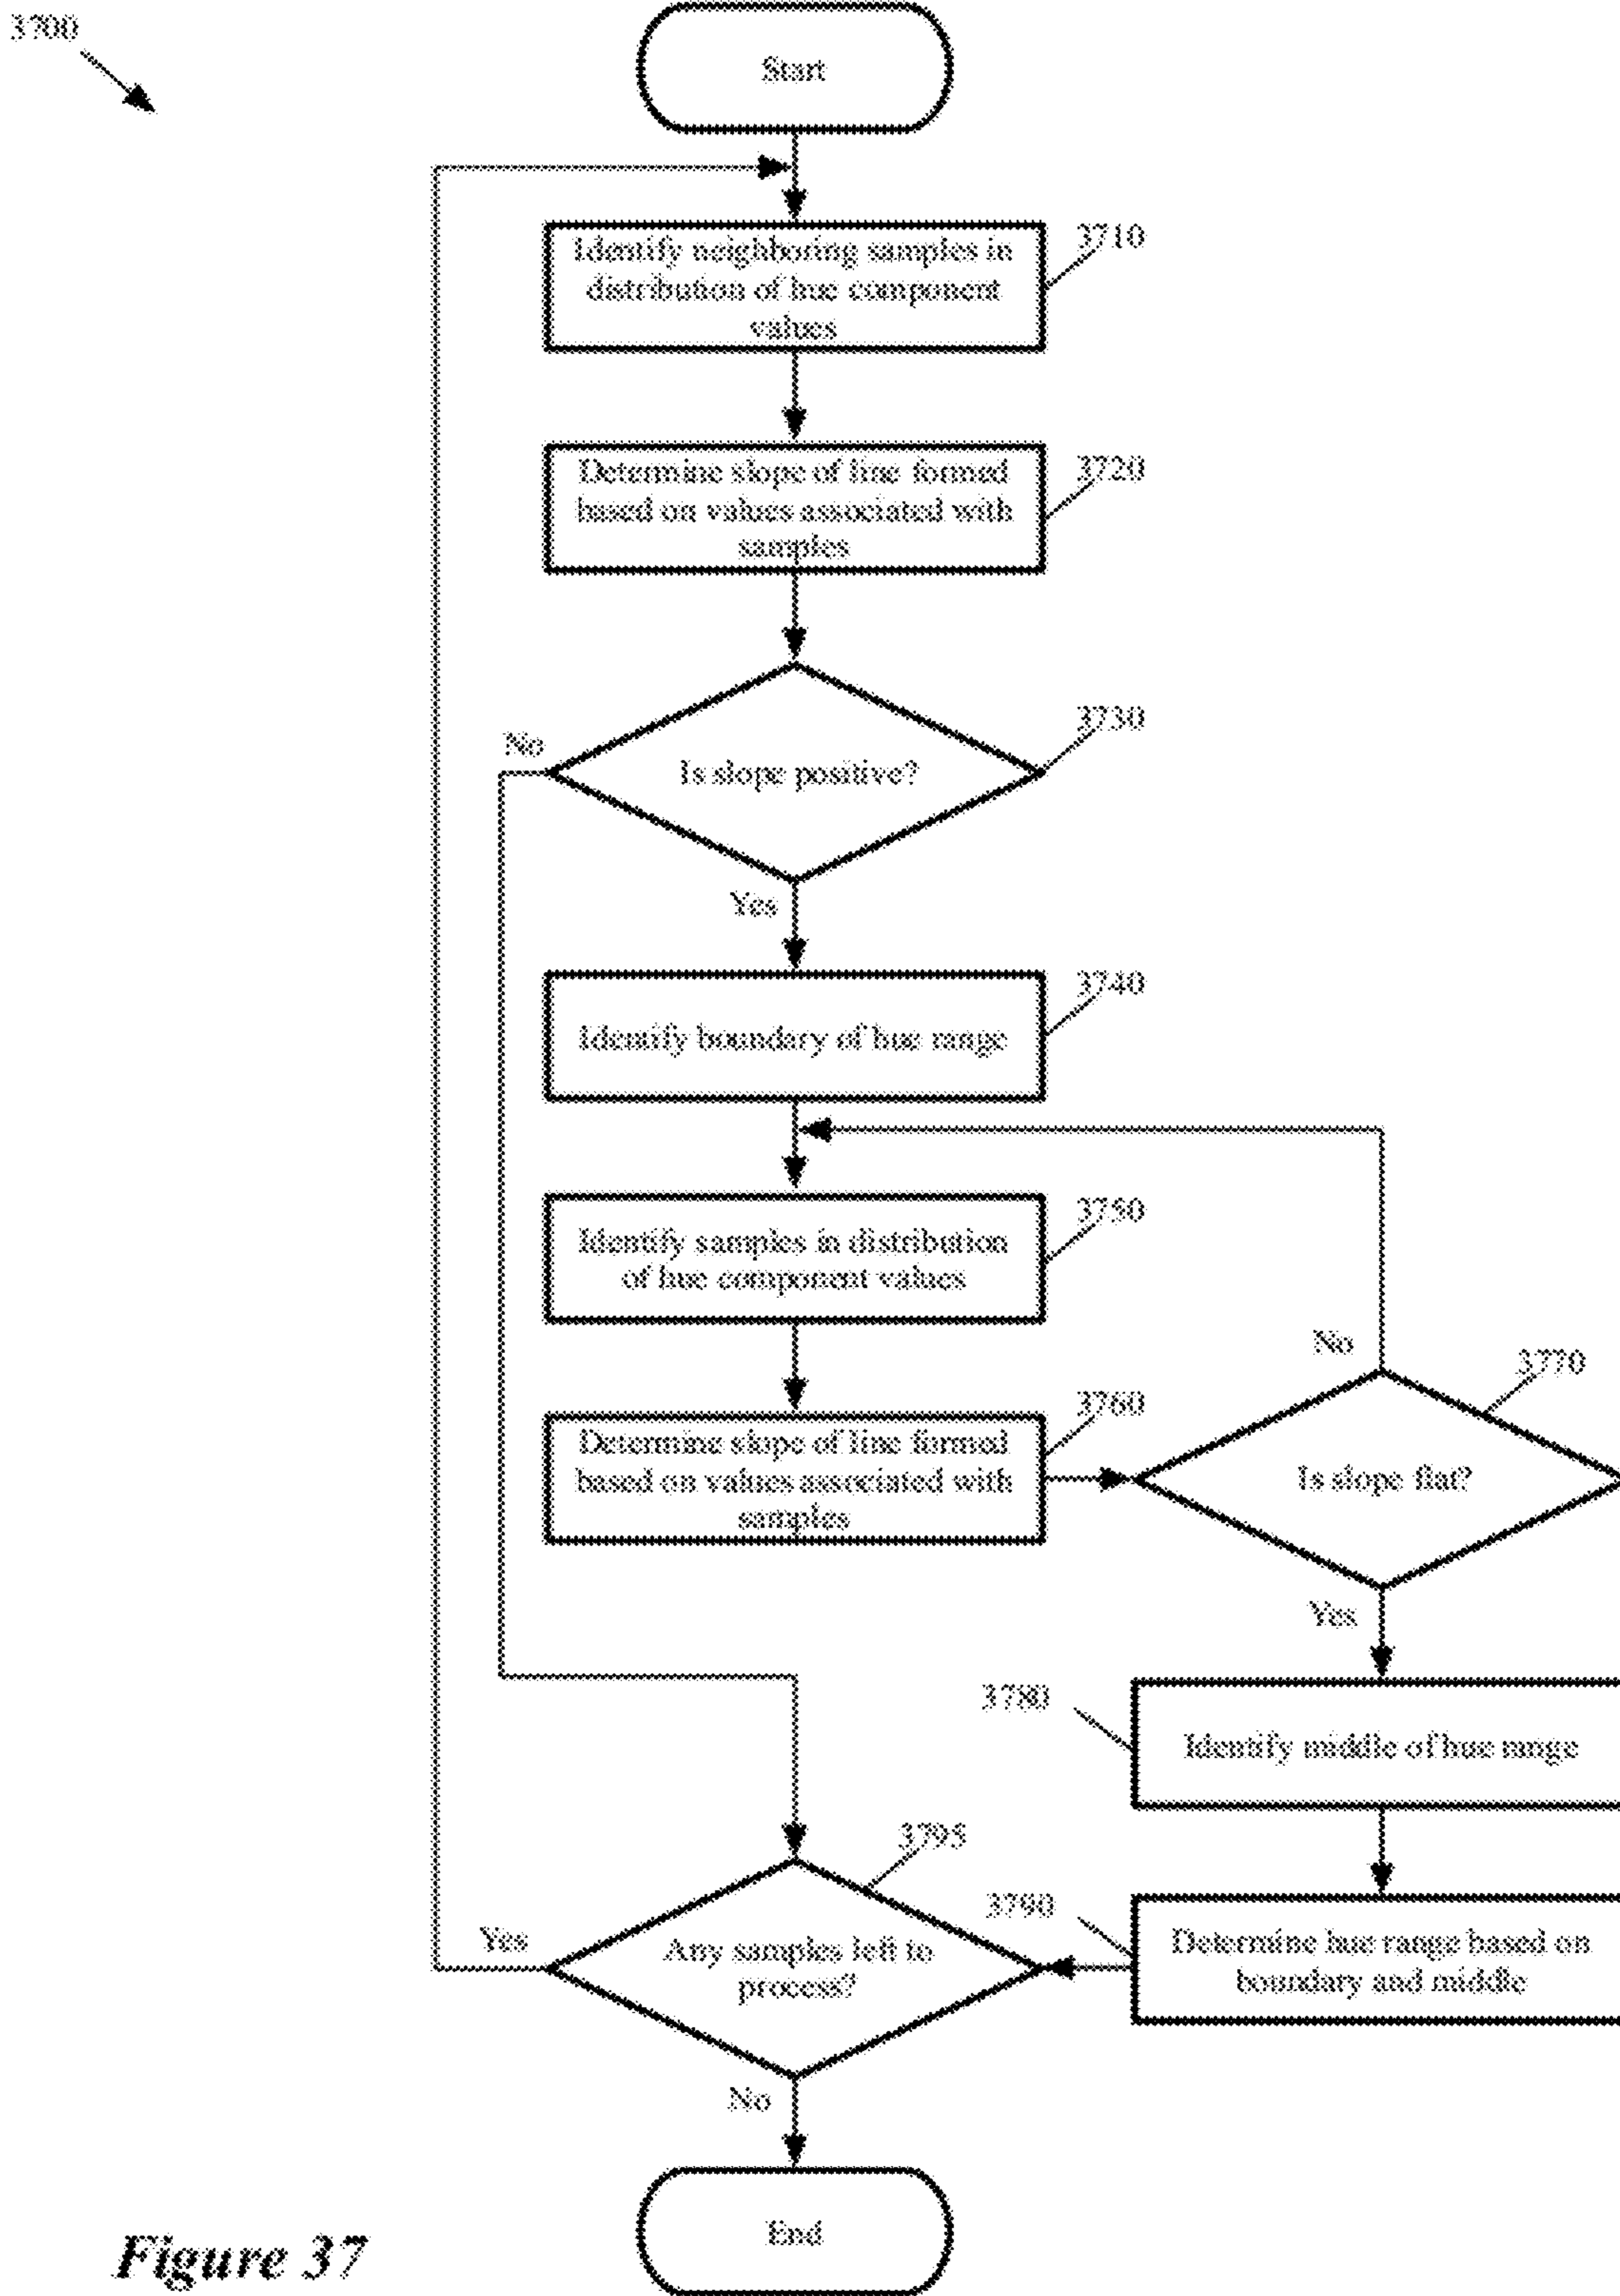 3700
Start
Identify neighboring samples in
distribution of hue component
values
3710
Determine slope of line formed
based on values associated with
samples
3720
Is slope positive?
3730
No
Yes
Identify boundary of hue range
3740
Identify samples in distribution
of hue component values
3750
Determine slope of line formed
based on values associated with
samples
3760
Is slope flat?
3770
No
Yes
3780
Identify middle of hue range
3790
Determine hue range based on
boundary and middle
3795
Any samples left to
process?
Yes
No
End
Figure 37